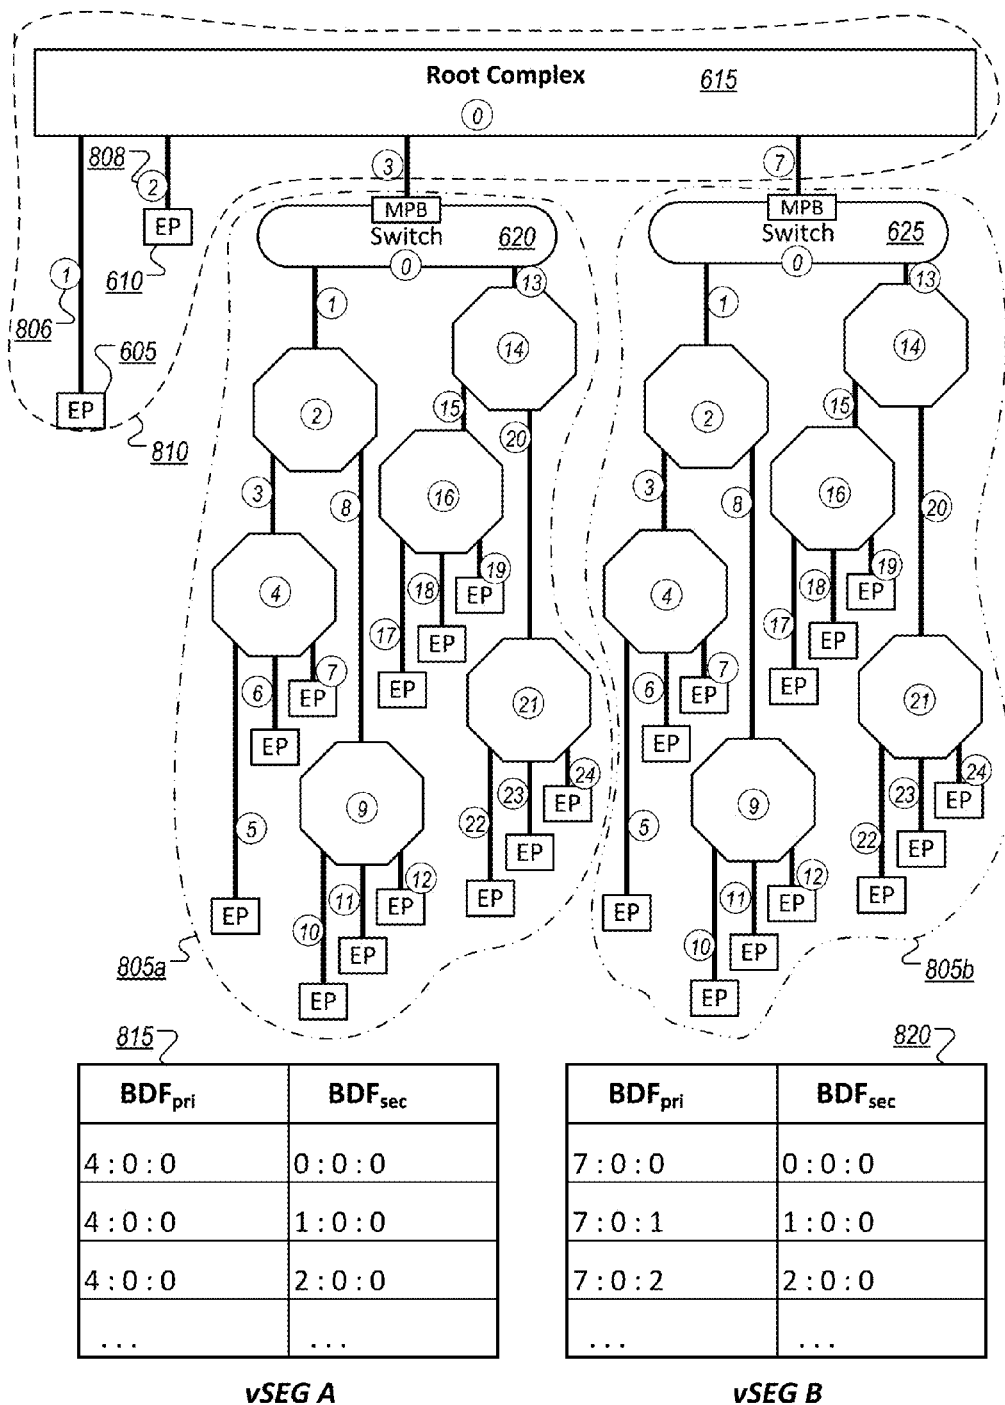 Root Complex 615
0
808
3
7
2
MPB
MPB
EP
Switch 620
Switch 625
610
0
0
1
13
13
806
1
1
605
14
14
EP
2
15
2
15
810
20
3
8
16
3
8
16
20
4
18
19
4
18
19
EP
EP
17
EP
17
EP
6
7
EP
6
7
EP
EP
21
EP
21
EP
EP
9
23
24
9
23
24
5
22
EP
5
22
EP
EP
EP
11
12
EP
11
12
EP
EP
EP
EP
EP
10
EP
10
EP
805a
805b
EP
EP
815
820
BDFpri BDFsec
4 : 0 : 0 0 : 0 : 0
4 : 0 : 0 1 : 0 : 0
4 : 0 : 0 2 : 0 : 0
... ...
vSEG A
BDFpri BDFsec
7 : 0 : 0 0 : 0 : 0
7 : 0 : 1 1 : 0 : 0
7 : 0 : 2 2 : 0 : 0
... ...
vSEG B